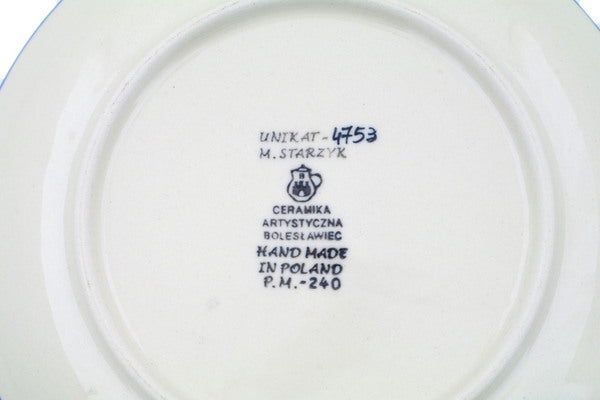 UNIKAT-4753
M. STARZYK
B
CERAMIKA
ARTYSTYCZNA
BOLESŁAWIEC
HAND MADE
IN POLAND
P.M.-240